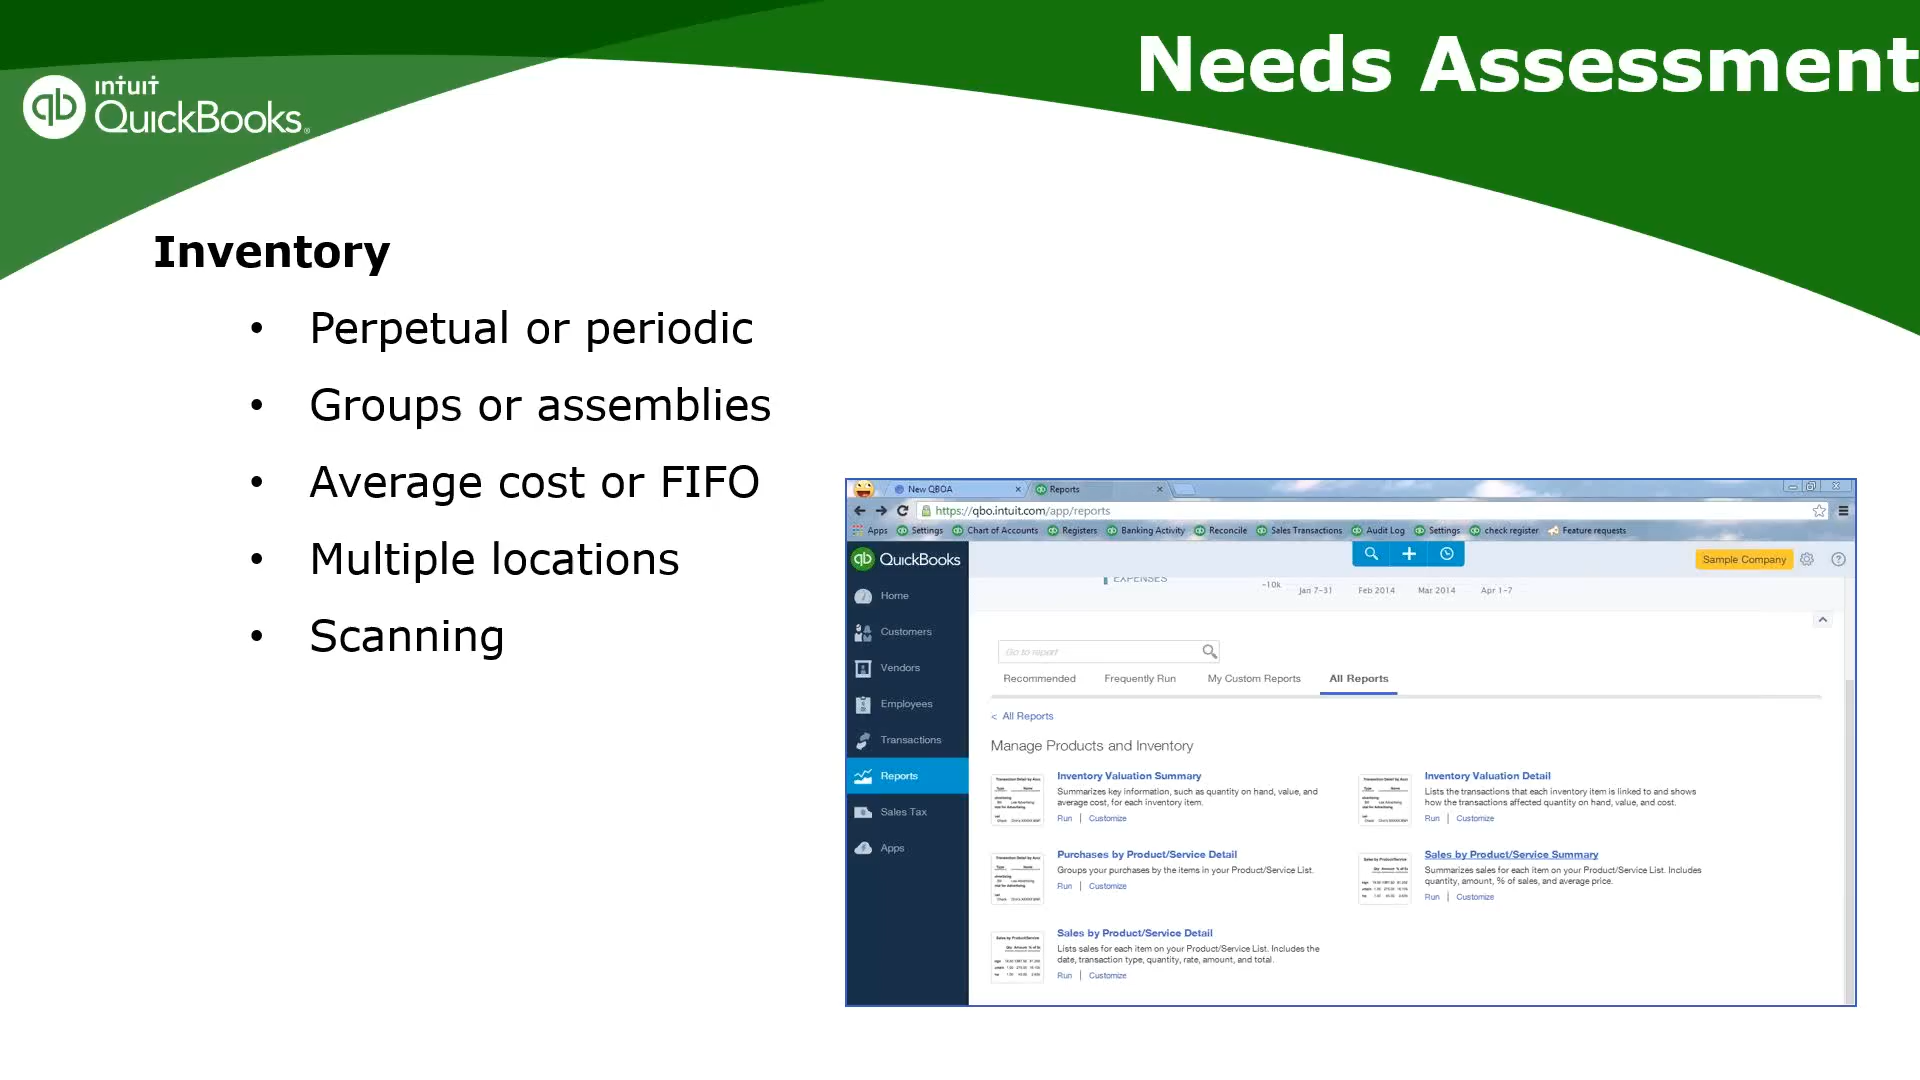 Needs Assessment
intuit
QuickBooks
Inventory
• Perpetual or periodic
• Groups or assemblies
• Average cost or FIFO
• Multiple locations
• Scanning
New QBOA
Reports
https://qbo.intuit.com/app/reports
Apps Settings Chart of Accounts Registers Banking Activity Reconcile Sales Transactions Audit Log Settings check register Feature requests
QuickBooks
Sample Company
EXPENSES
-10k
Jan 7-31 Feb 2014 Mar 2014 Apr 1-7
Home
Customers
Vendors
Employees
Transactions
Reports
Sales Tax
Apps
Go to report
Recommended Frequently Run My Custom Reports All Reports
< All Reports
Manage Products and Inventory
Inventory Valuation Summary
Summarizes key information, such as quantity on hand, value, and
average cost, for each inventory item.
Run | Customize
Inventory Valuation Detail
Lists the transactions that each inventory item is linked to and shows
how the transactions affected quantity on hand, value, and cost.
Run | Customize
Purchases by Product/Service Detail
Groups your purchases by the items in your Product/Service List.
Run | Customize
Sales by Product/Service Summary
Summarizes sales for each item on your Product/Service List. Includes
quantity, amount, % of sales, and average price.
Run | Customize
Sales by Product/Service Detail
Lists sales for each item on your Product/Service List. Includes the
date, transaction type, quantity, rate, amount, and total.
Run | Customize